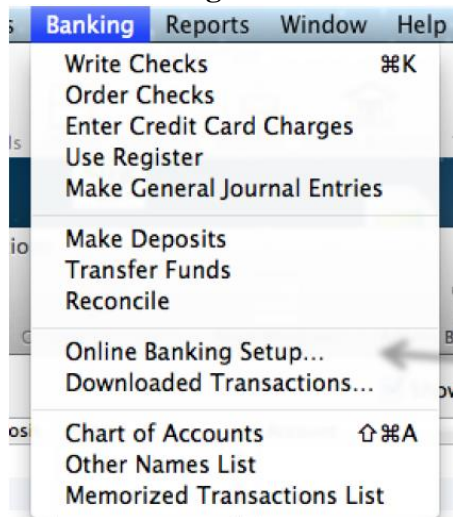 Banking Reports Window Help
Write Checks ⌘K
Order Checks
Enter Credit Card Charges
Use Register
Make General Journal Entries
Make Deposits
Transfer Funds
Reconcile
Online Banking Setup...
Downloaded Transactions...
Chart of Accounts ⇧⌘A
Other Names List
Memorized Transactions List